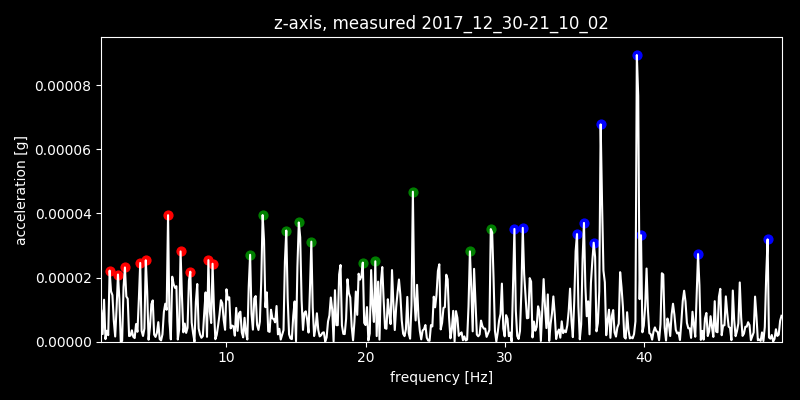 z-axis, measured 2017_12_30-21_10_02
0.00008
0.00006
0.00004
0.00002
0.00000
acceleration [g]
10 20 30 40
frequency [Hz]